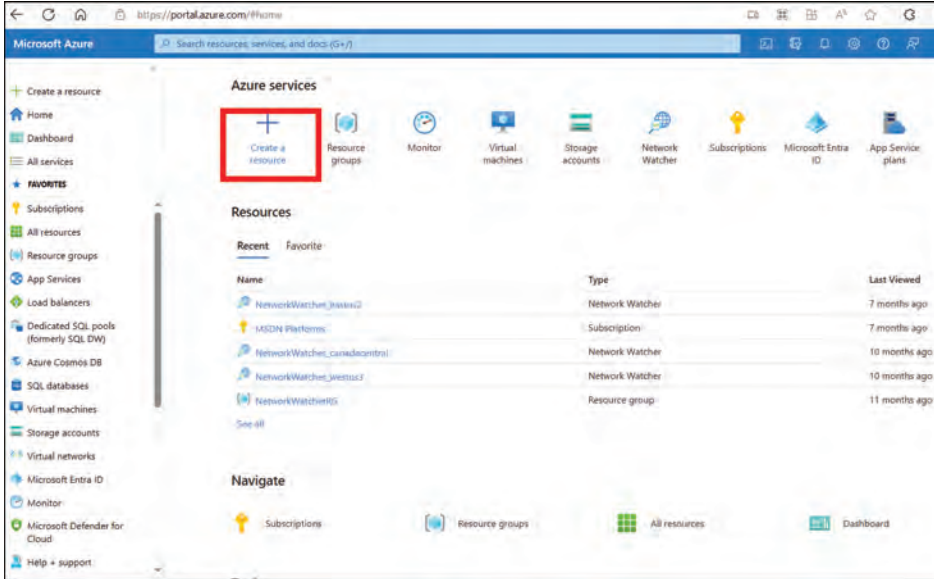 https://portal.azure.com/#home
Microsoft Azure
Search resources, services, and docs (G+/)
Create a resource
Home
Dashboard
All services
FAVORITES
Subscriptions
All resources
Resource groups
App Services
Load balancers
Dedicated SQL pools
(formerly SQL DW)
Azure Cosmos DB
SQL databases
Virtual machines
Storage accounts
Virtual networks
Microsoft Entra ID
Monitor
Microsoft Defender for
Cloud
Help + support
Azure services
Create a
resource
Resource
groups
Monitor
Virtual
machines
Storage
accounts
Network
Watcher
Subscriptions
Microsoft Entra
ID
App Service
plans
Resources
Recent Favorite
Name Type Last Viewed
Network Watcher 7 months ago
MSDN Platforms Subscription 7 months ago
NetworkWatcher_canadacentral Network Watcher 10 months ago
NetworkWatcher_westus3 Network Watcher 10 months ago
NetworkWatcherRG Resource group 11 months ago
See all
Navigate
Subscriptions Resource groups All resources Dashboard